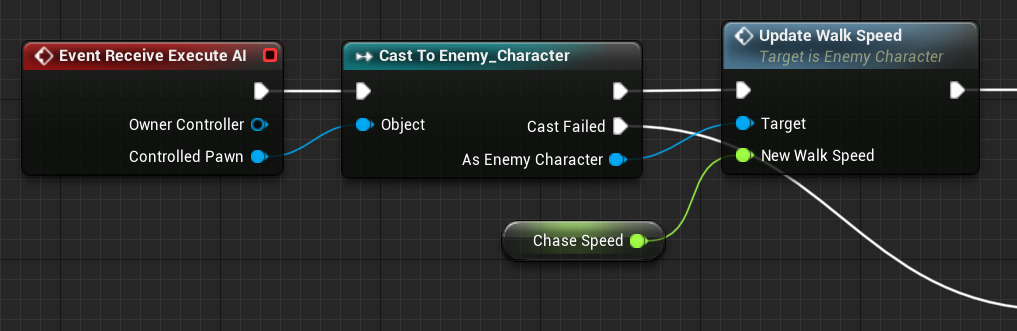 Event Receive Execute AI
Owner Controller
Controlled Pawn
Cast To Enemy_Character
Object
Cast Failed
As Enemy Character
Chase Speed
Update Walk Speed
Target is Enemy Character
Target
New Walk Speed